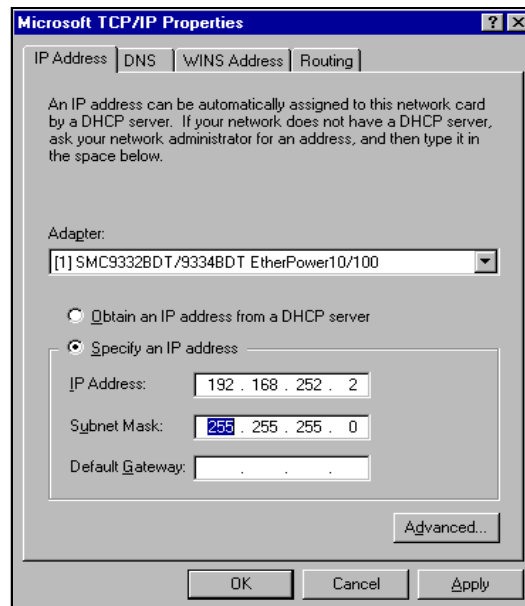 Microsoft TCP/IP Properties
IP Address DNS WINS Address Routing
An IP address can be automatically assigned to this network card
by a DHCP server. If your network does not have a DHCP server,
ask your network administrator for an address, and then type it in
the space below.
Adapter:
[1] SMC9332BDT/9334BDT EtherPower10/100
Obtain an IP address from a DHCP server
Specify an IP address
IP Address: 192 . 168 . 252 . 2
Subnet Mask: 255 . 255 . 255 . 0
Default Gateway: . . .
Advanced...
OK Cancel Apply